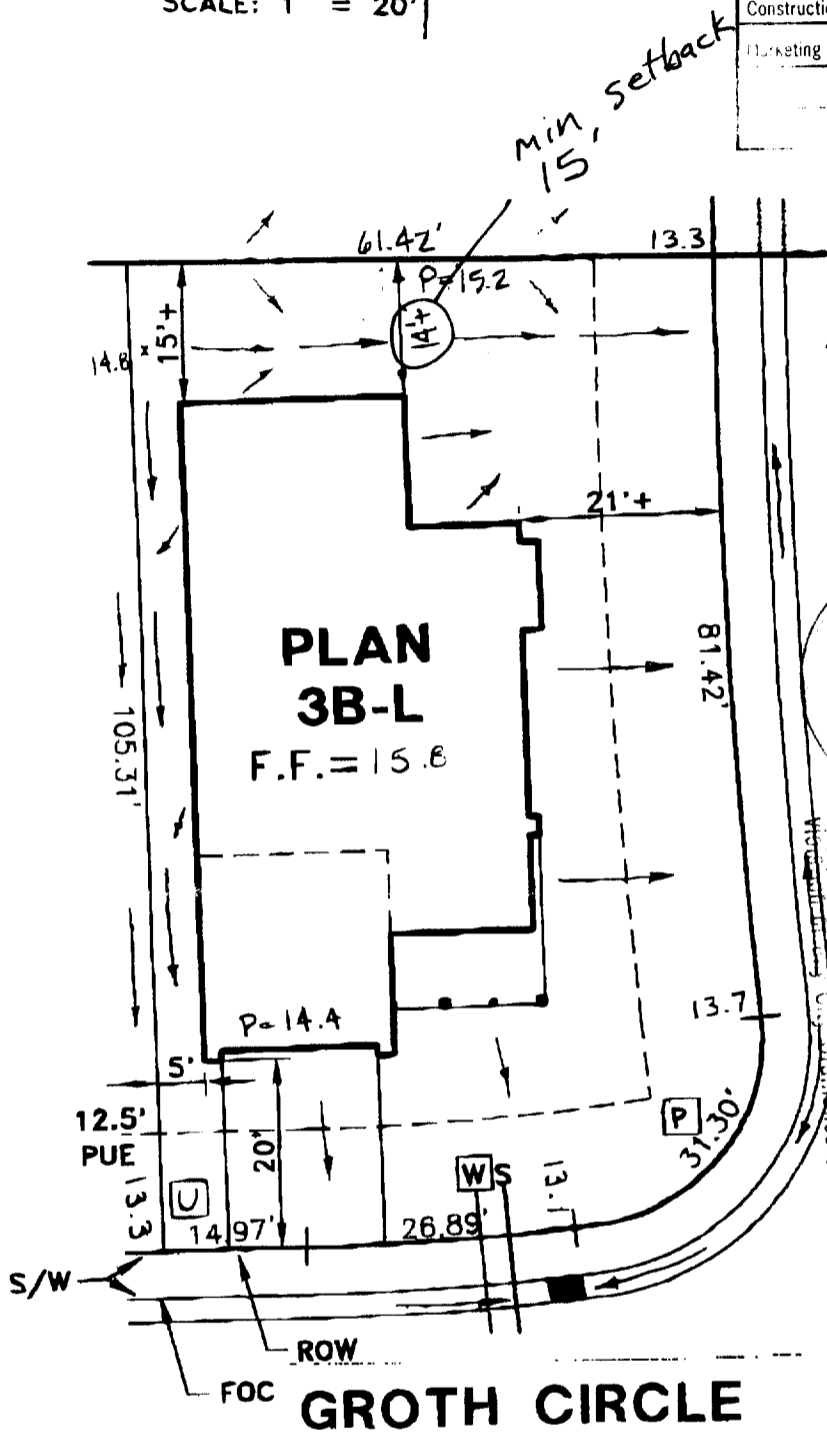 SCALE: 1" = 20'
Constructi
Marketing
min, setback
15
61.42'
13.3
P=15.2
15'+
14'+
14.8
21'+
PLAN
3B-L
F.F.=15.8
81.42'
105.31'
13.7
P=14.4
5'
12.5'
PUE
20'
P
31.30'
W S
13.3
U
13.1
14.97'
26.89'
S/W
ROW
FOC
GROTH CIRCLE